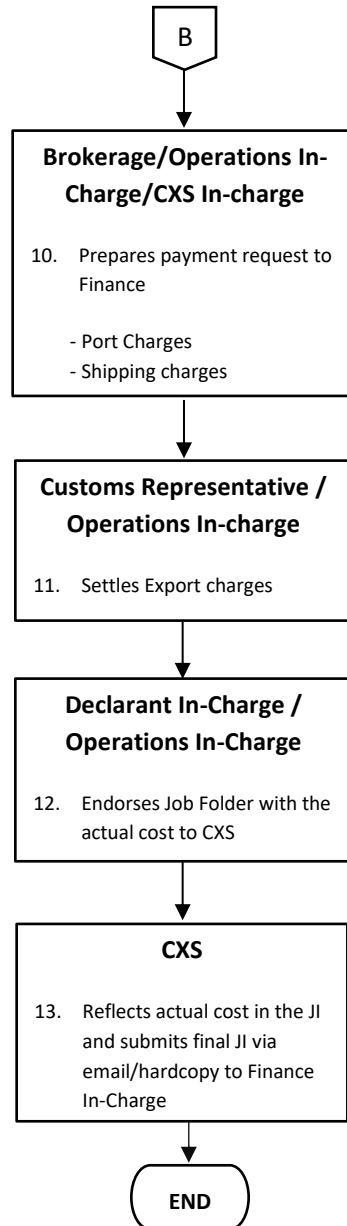 B
Brokerage/Operations In-
Charge/CXS In-charge
10. Prepares payment request to
Finance
- Port Charges
- Shipping charges
Customs Representative /
Operations In-charge
11. Settles Export charges
Declarant In-Charge /
Operations In-Charge
12. Endorses Job Folder with the
actual cost to CXS
CXS
13. Reflects actual cost in the JI
and submits final JI via
email/hardcopy to Finance
In-Charge
END